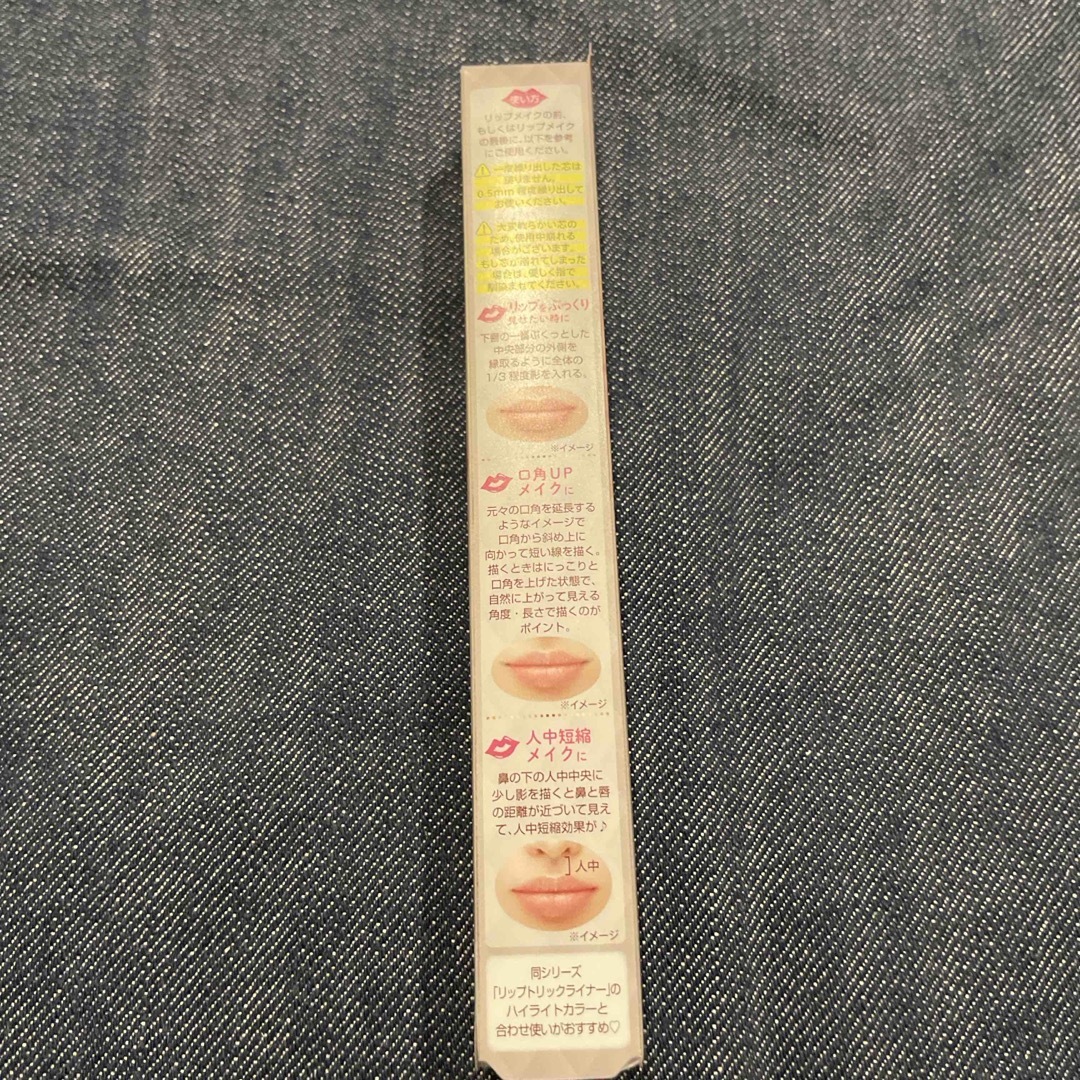 使い方
リップメイクの前、
もしくはリップメイク
の最後に、以下を参考
にご使用ください。
一度繰り出した芯は
戻りません。
0.5mm 程度繰り出して
お使いください。
大変軟らかい芯の
ため、使用中崩れる
場合がございます。
もし芯が潰れてしまった
場合は、優しく指で
馴染ませてください。
リップをぷっくり
見せたい時に
下唇の一番ぷくっとした
中央部分の外側を
縁取るように全体の
1/3 程度影を入れる。
※イメージ
口角UP
メイクに
元々の口角を延長する
ようなイメージで
口角から斜め上に
向かって短い線を描く。
描くときはにっこりと
口角を上げた状態で、
自然に上がって見える
角度・長さで描くのが
ポイント。
※イメージ
人中短縮
メイクに
鼻の下の人中中央に
少し影を描くと鼻と唇
の距離が近づいて見え
て、人中短縮効果が♪
人中
※イメージ
同シリーズ
「リップトリックライナー」の
ハイライトカラーと
合わせ使いがおすすめ♡